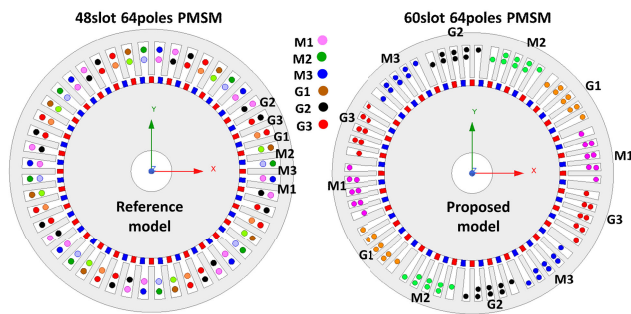 48slot 64poles PMSM
60slot 64poles PMSM
M1
M2
M3
G1
G2
G3
G2
G3
G1
M2
M3
M1
Y
X
Z
Reference
model
G2
M2
M3
G1
G3
M1
M1
G3
G1
M3
M2
G2
Y
X
Z
Proposed
model